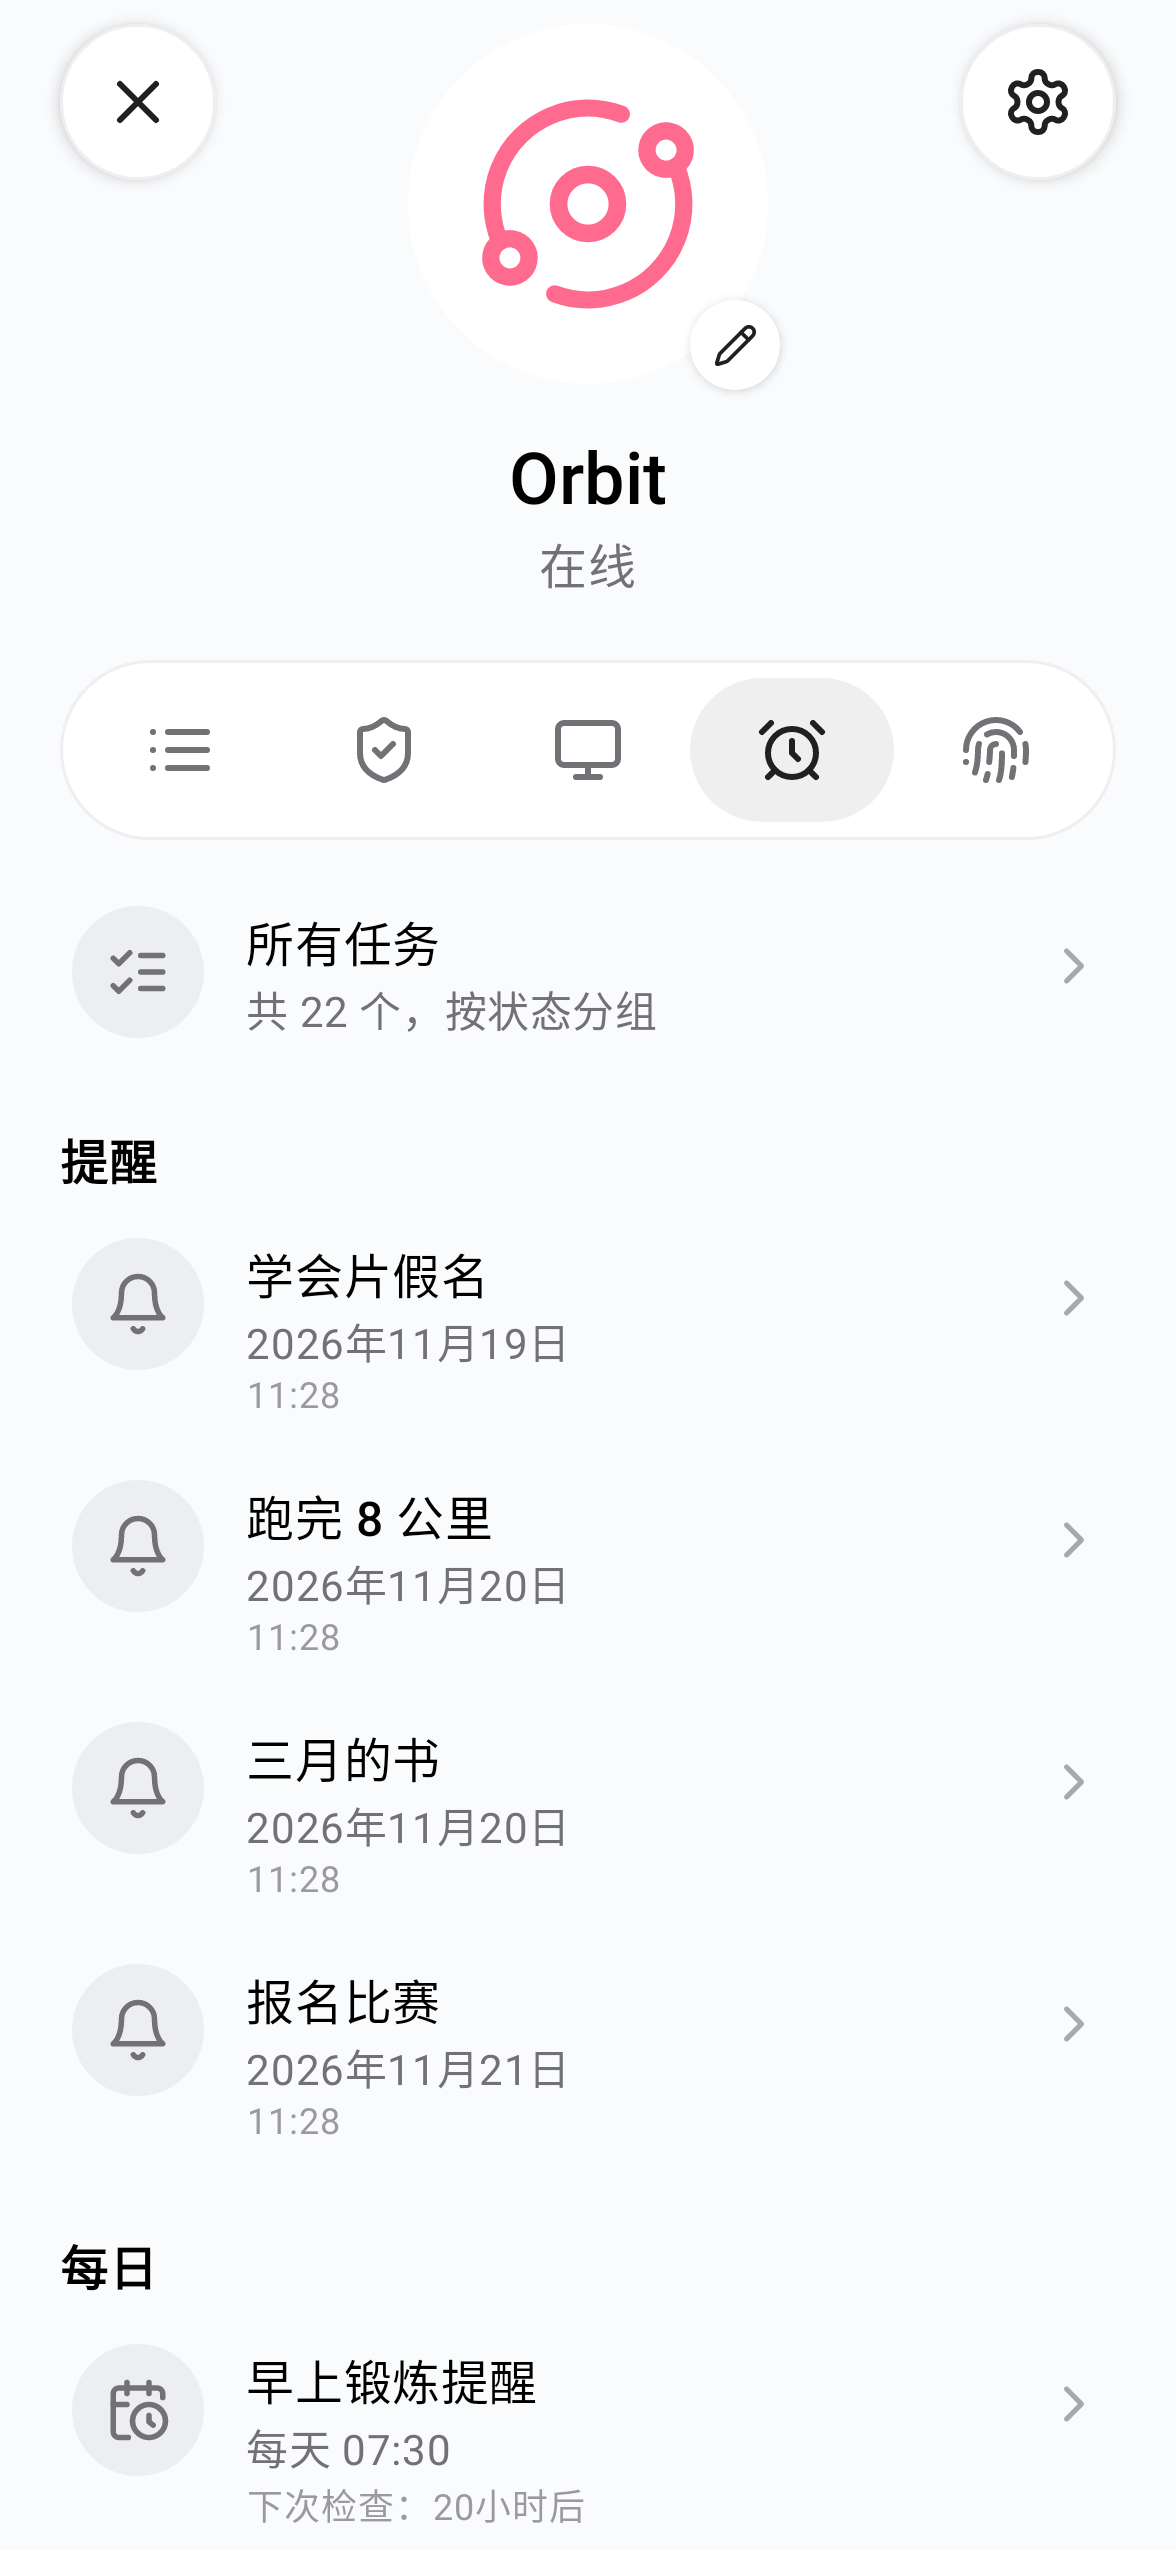 Orbit
在线
所有任务
共 22 个，按状态分组
提醒
学会片假名
2026年11月19日
11:28
跑完 8 公里
2026年11月20日
11:28
三月的书
2026年11月20日
11:28
报名比赛
2026年11月21日
11:28
每日
早上锻炼提醒
每天 07:30
下次检查：20小时后